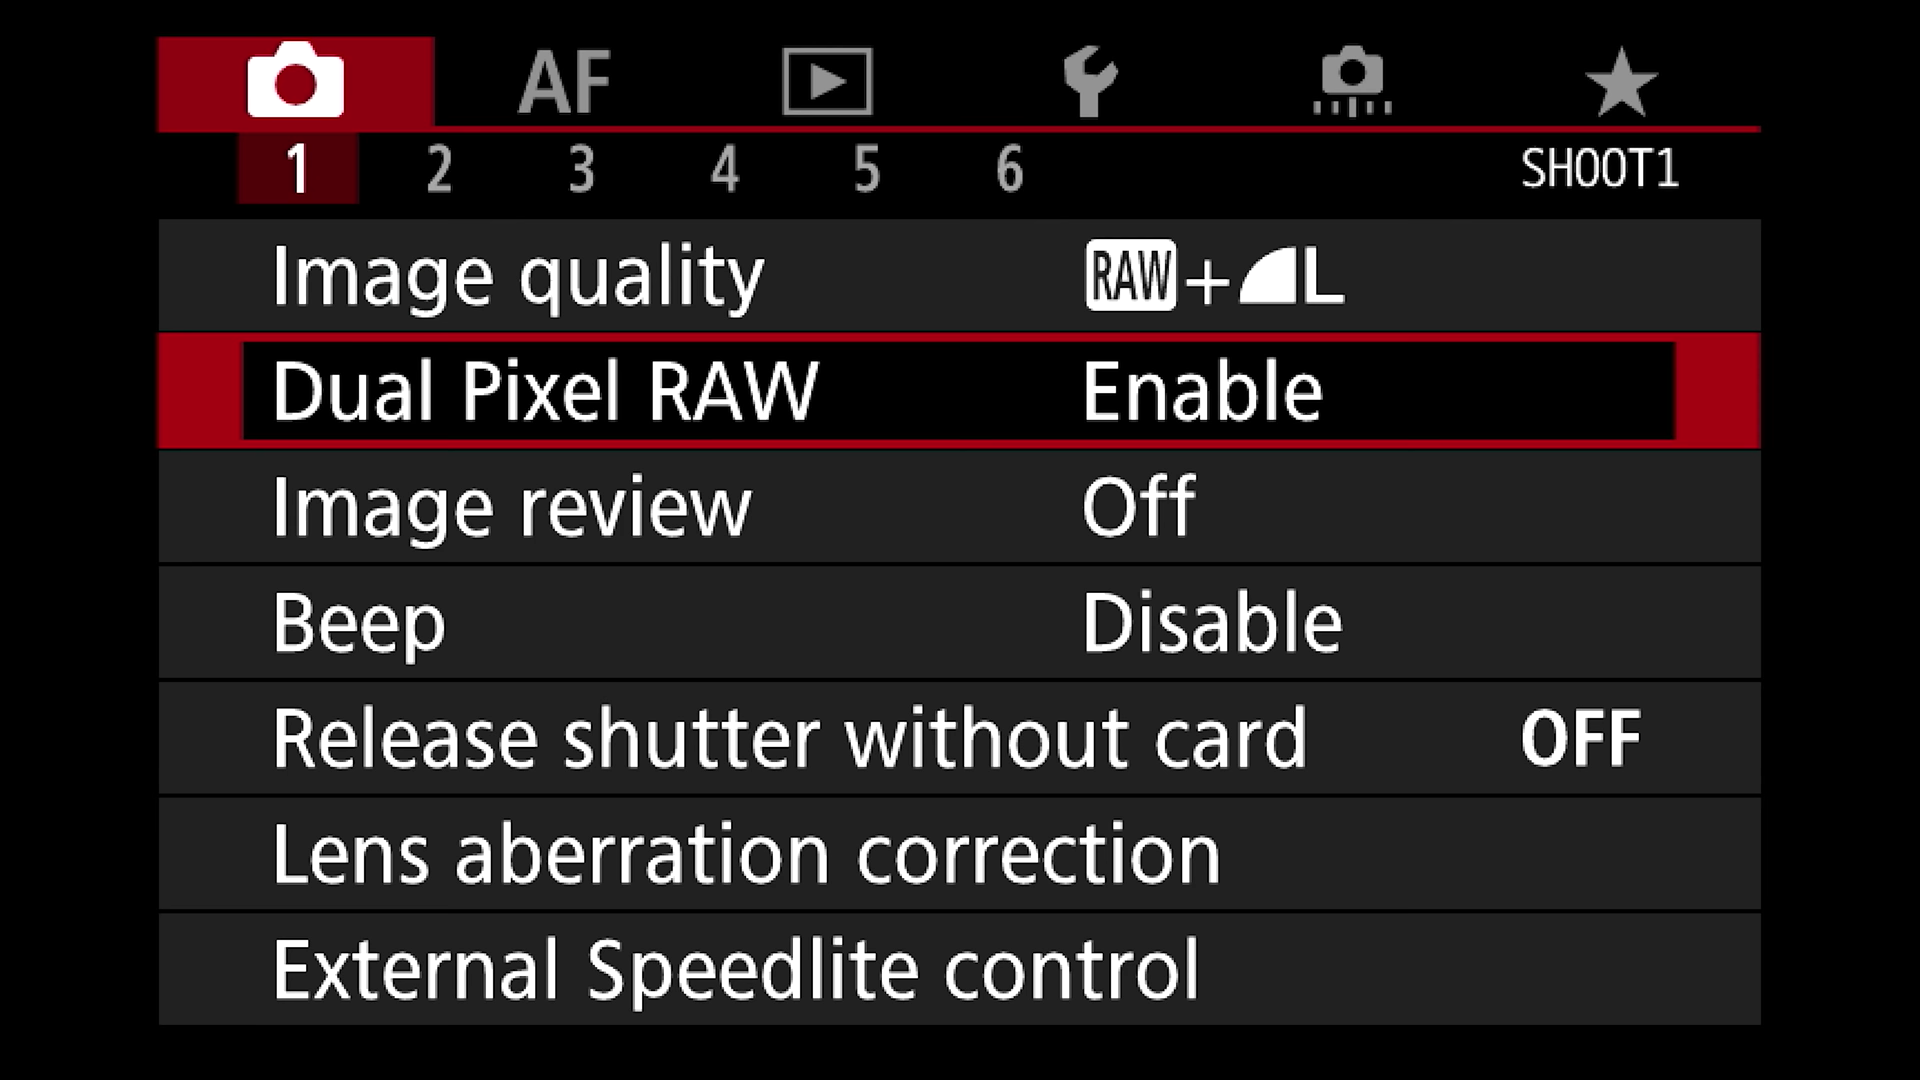 AF
1 2 3 4 5 6 SHOOT1
Image quality RAW+L
Dual Pixel RAW Enable
Image review Off
Beep Disable
Release shutter without card OFF
Lens aberration correction
External Speedlite control